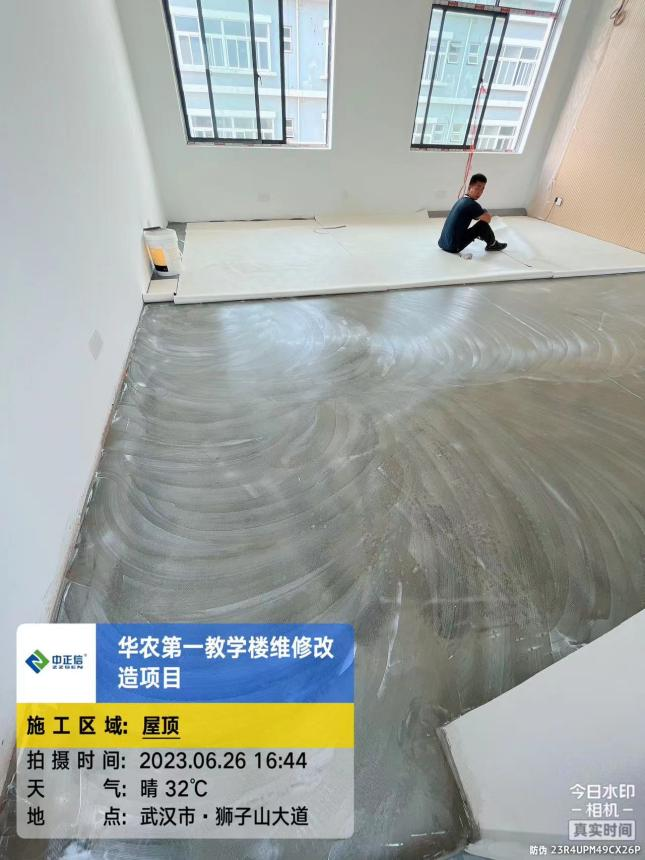 中正信®
ZZSEN
华农第一教学楼维修改
造项目
施工区域: 屋顶
拍摄时间: 2023.06.26 16:44
天气: 晴 32℃
地点: 武汉市·狮子山大道
今日水印
相机
真实时间
防伪 23R4UPM49CX26P